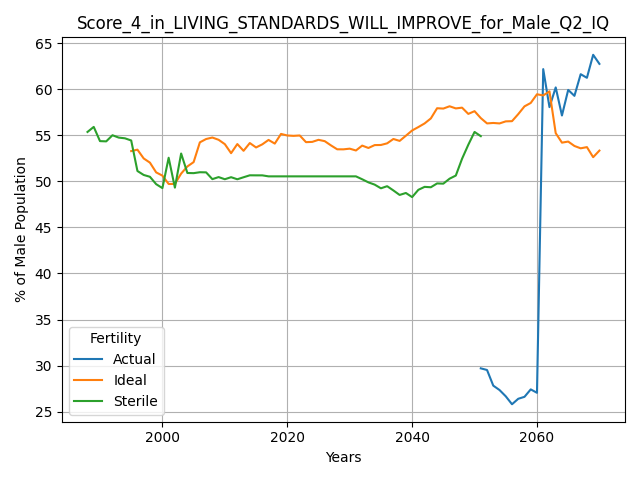 Score_4_in_LIVING_STANDARDS_WILL_IMPROVE_for_Male_Q2_IQ
% of Male Population
65
60
55
50
45
40
35
30
25
Fertility
Actual
Ideal
Sterile
2000 2020 2040 2060
Years